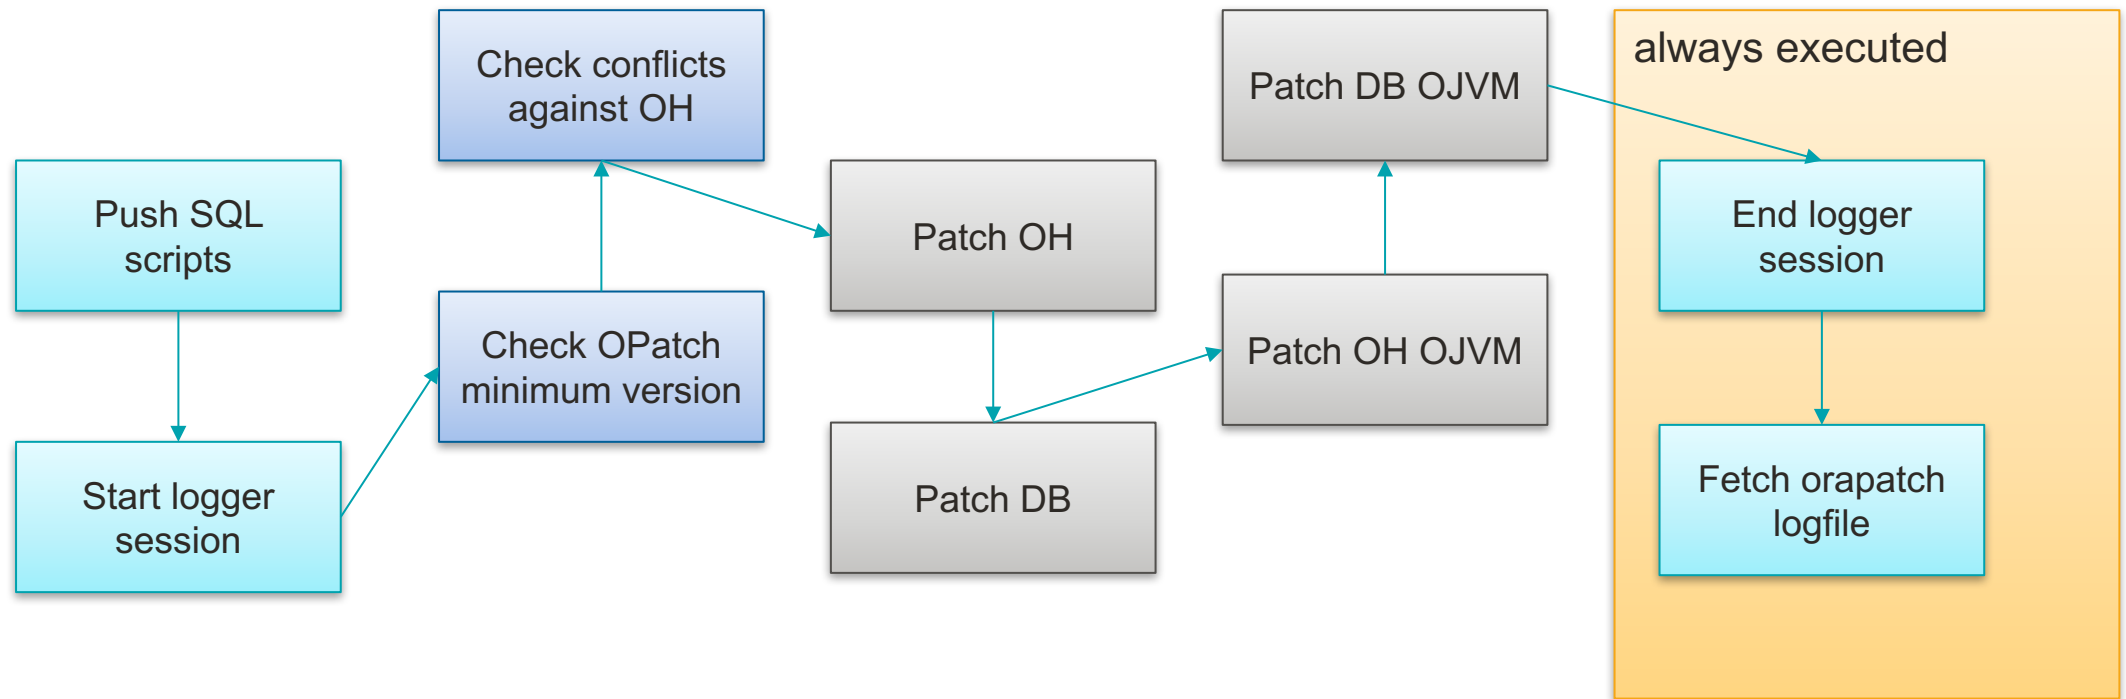 Push SQL
scripts
Start logger
session
Check OPatch
minimum version
Check conflicts
against OH
Patch OH
Patch DB
Patch OH OJVM
Patch DB OJVM
always executed
End logger
session
Fetch orapatch
logfile